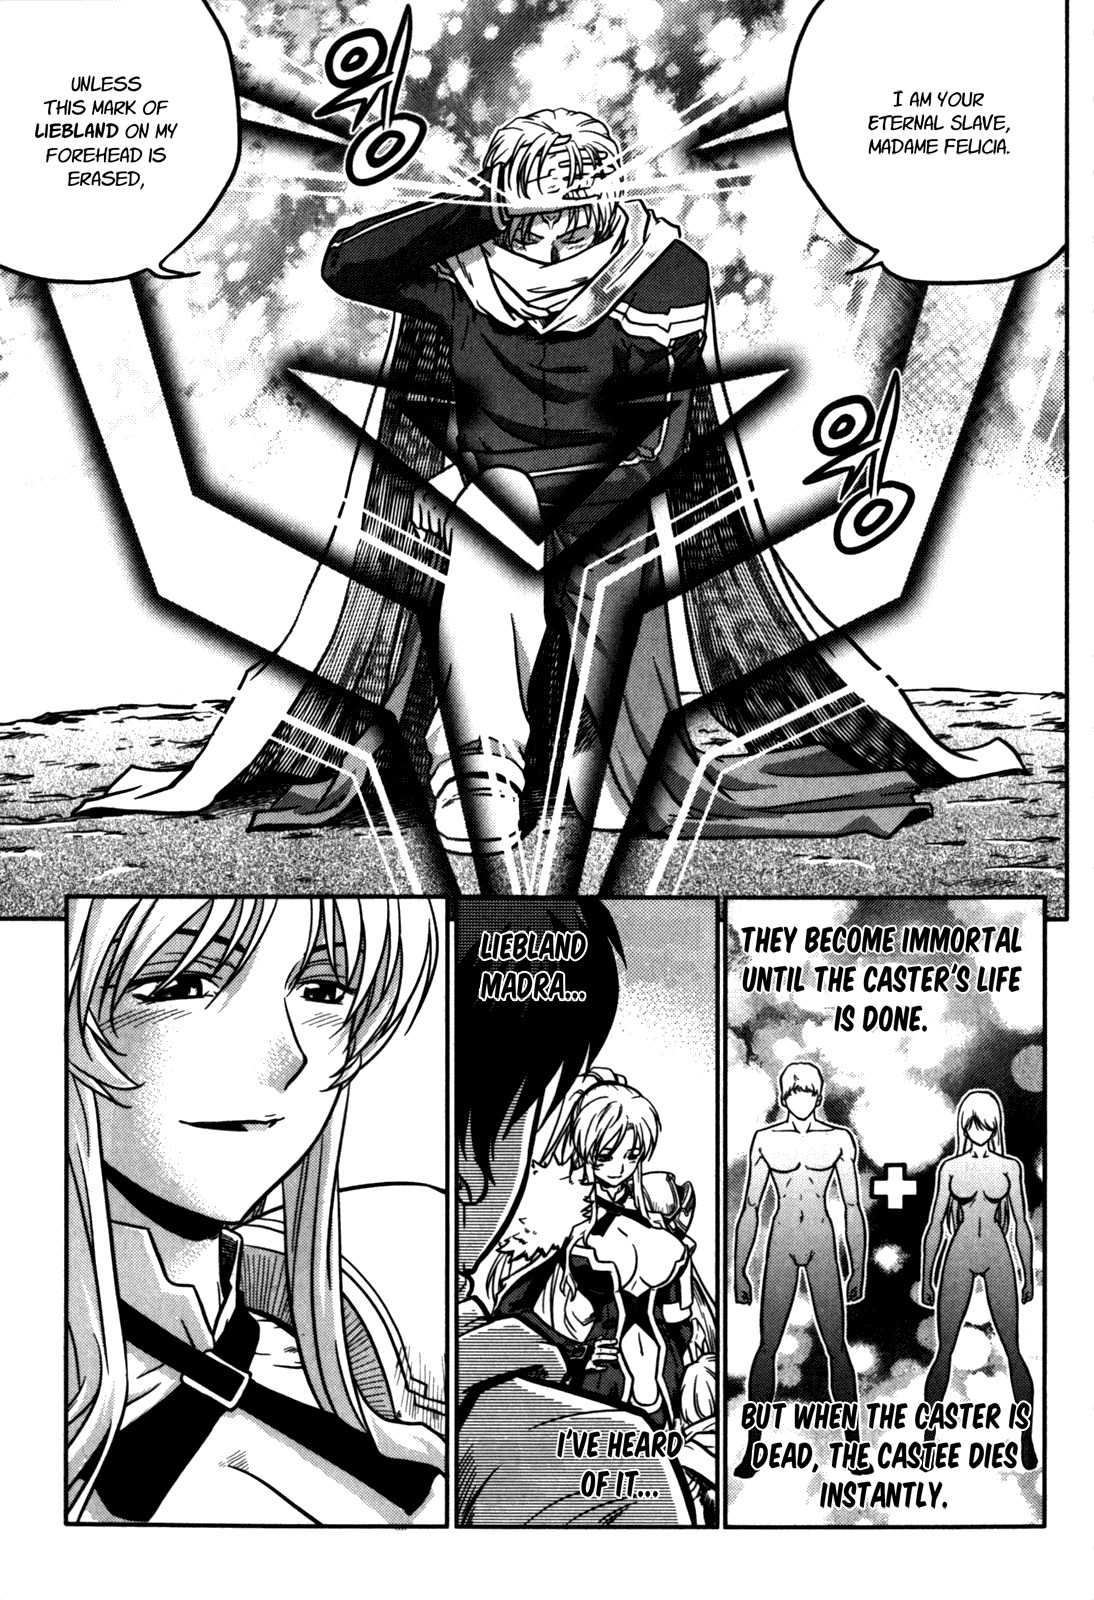 UNLESS
THIS MARK OF
LIEBLAND ON MY
FOREHEAD IS
ERASED,
윙
I AM YOUR
ETERNAL SLAVE,
MADAME FELICIA.
윙
LIEBLAND
MADRA...
I'VE HEARD
OF IT...
THEY BECOME IMMORTAL
UNTIL THE CASTER'S LIFE
IS DONE.
BUT WHEN THE CASTER IS
DEAD, THE CASTEE DIES
INSTANTLY.